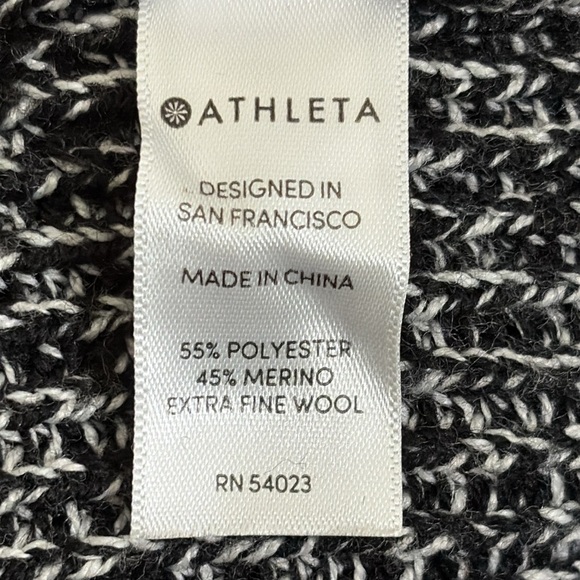 ATHLETA
DESIGNED IN
SAN FRANCISCO
MADE IN CHINA
55% POLYESTER
45% MERINO
EXTRA FINE WOOL
RN 54023